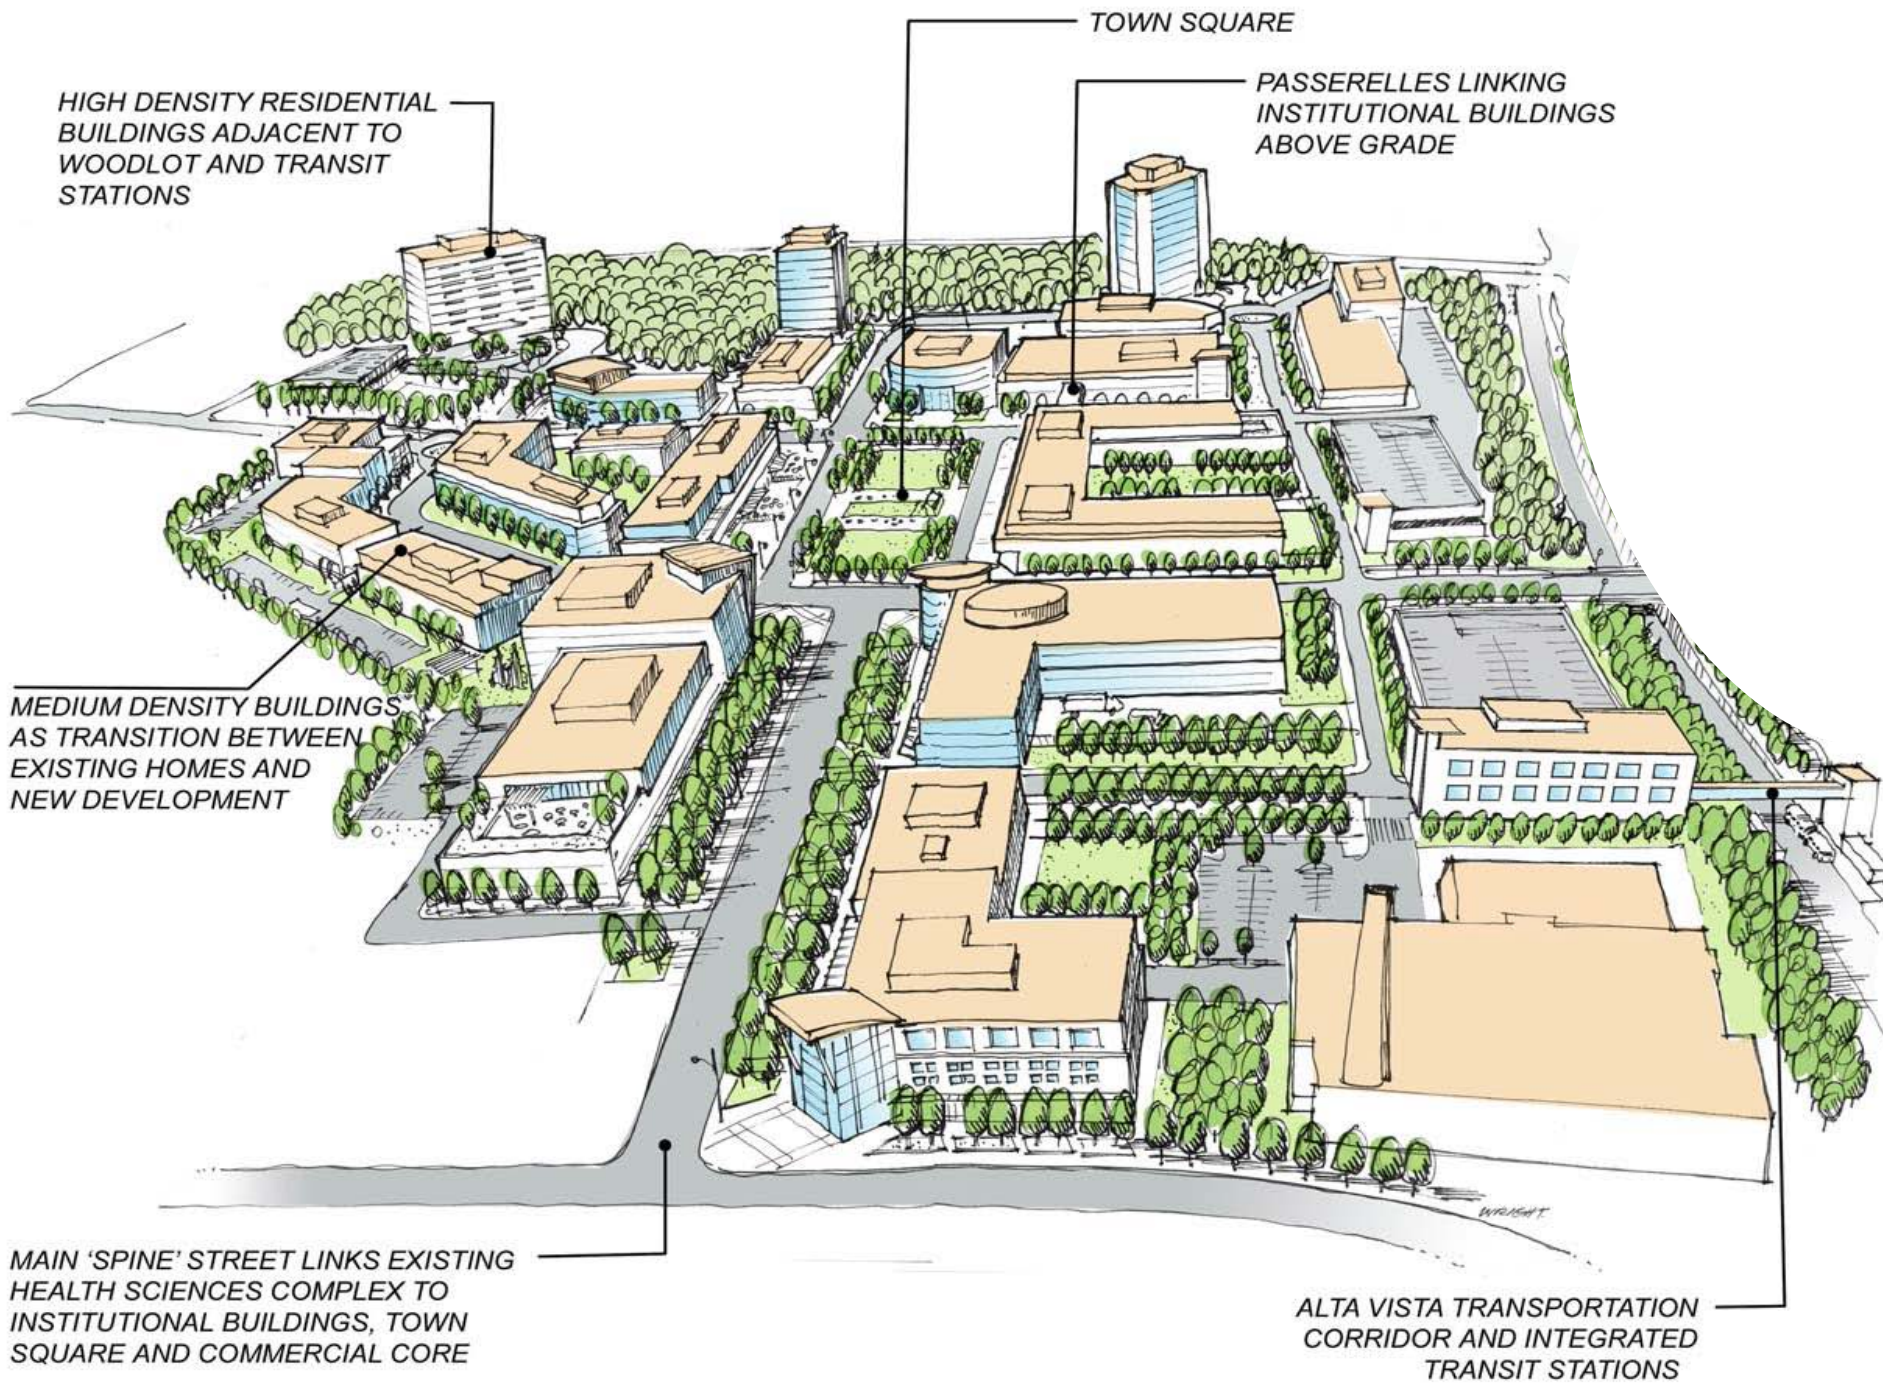 TOWN SQUARE
HIGH DENSITY RESIDENTIAL
BUILDINGS ADJACENT TO
WOODLOT AND TRANSIT
STATIONS
PASSERELLES LINKING
INSTITUTIONAL BUILDINGS
ABOVE GRADE
MEDIUM DENSITY BUILDINGS
AS TRANSITION BETWEEN
EXISTING HOMES AND
NEW DEVELOPMENT
WRIGHT
MAIN ‘SPINE’ STREET LINKS EXISTING
HEALTH SCIENCES COMPLEX TO
INSTITUTIONAL BUILDINGS, TOWN
SQUARE AND COMMERCIAL CORE
ALTA VISTA TRANSPORTATION
CORRIDOR AND INTEGRATED
TRANSIT STATIONS